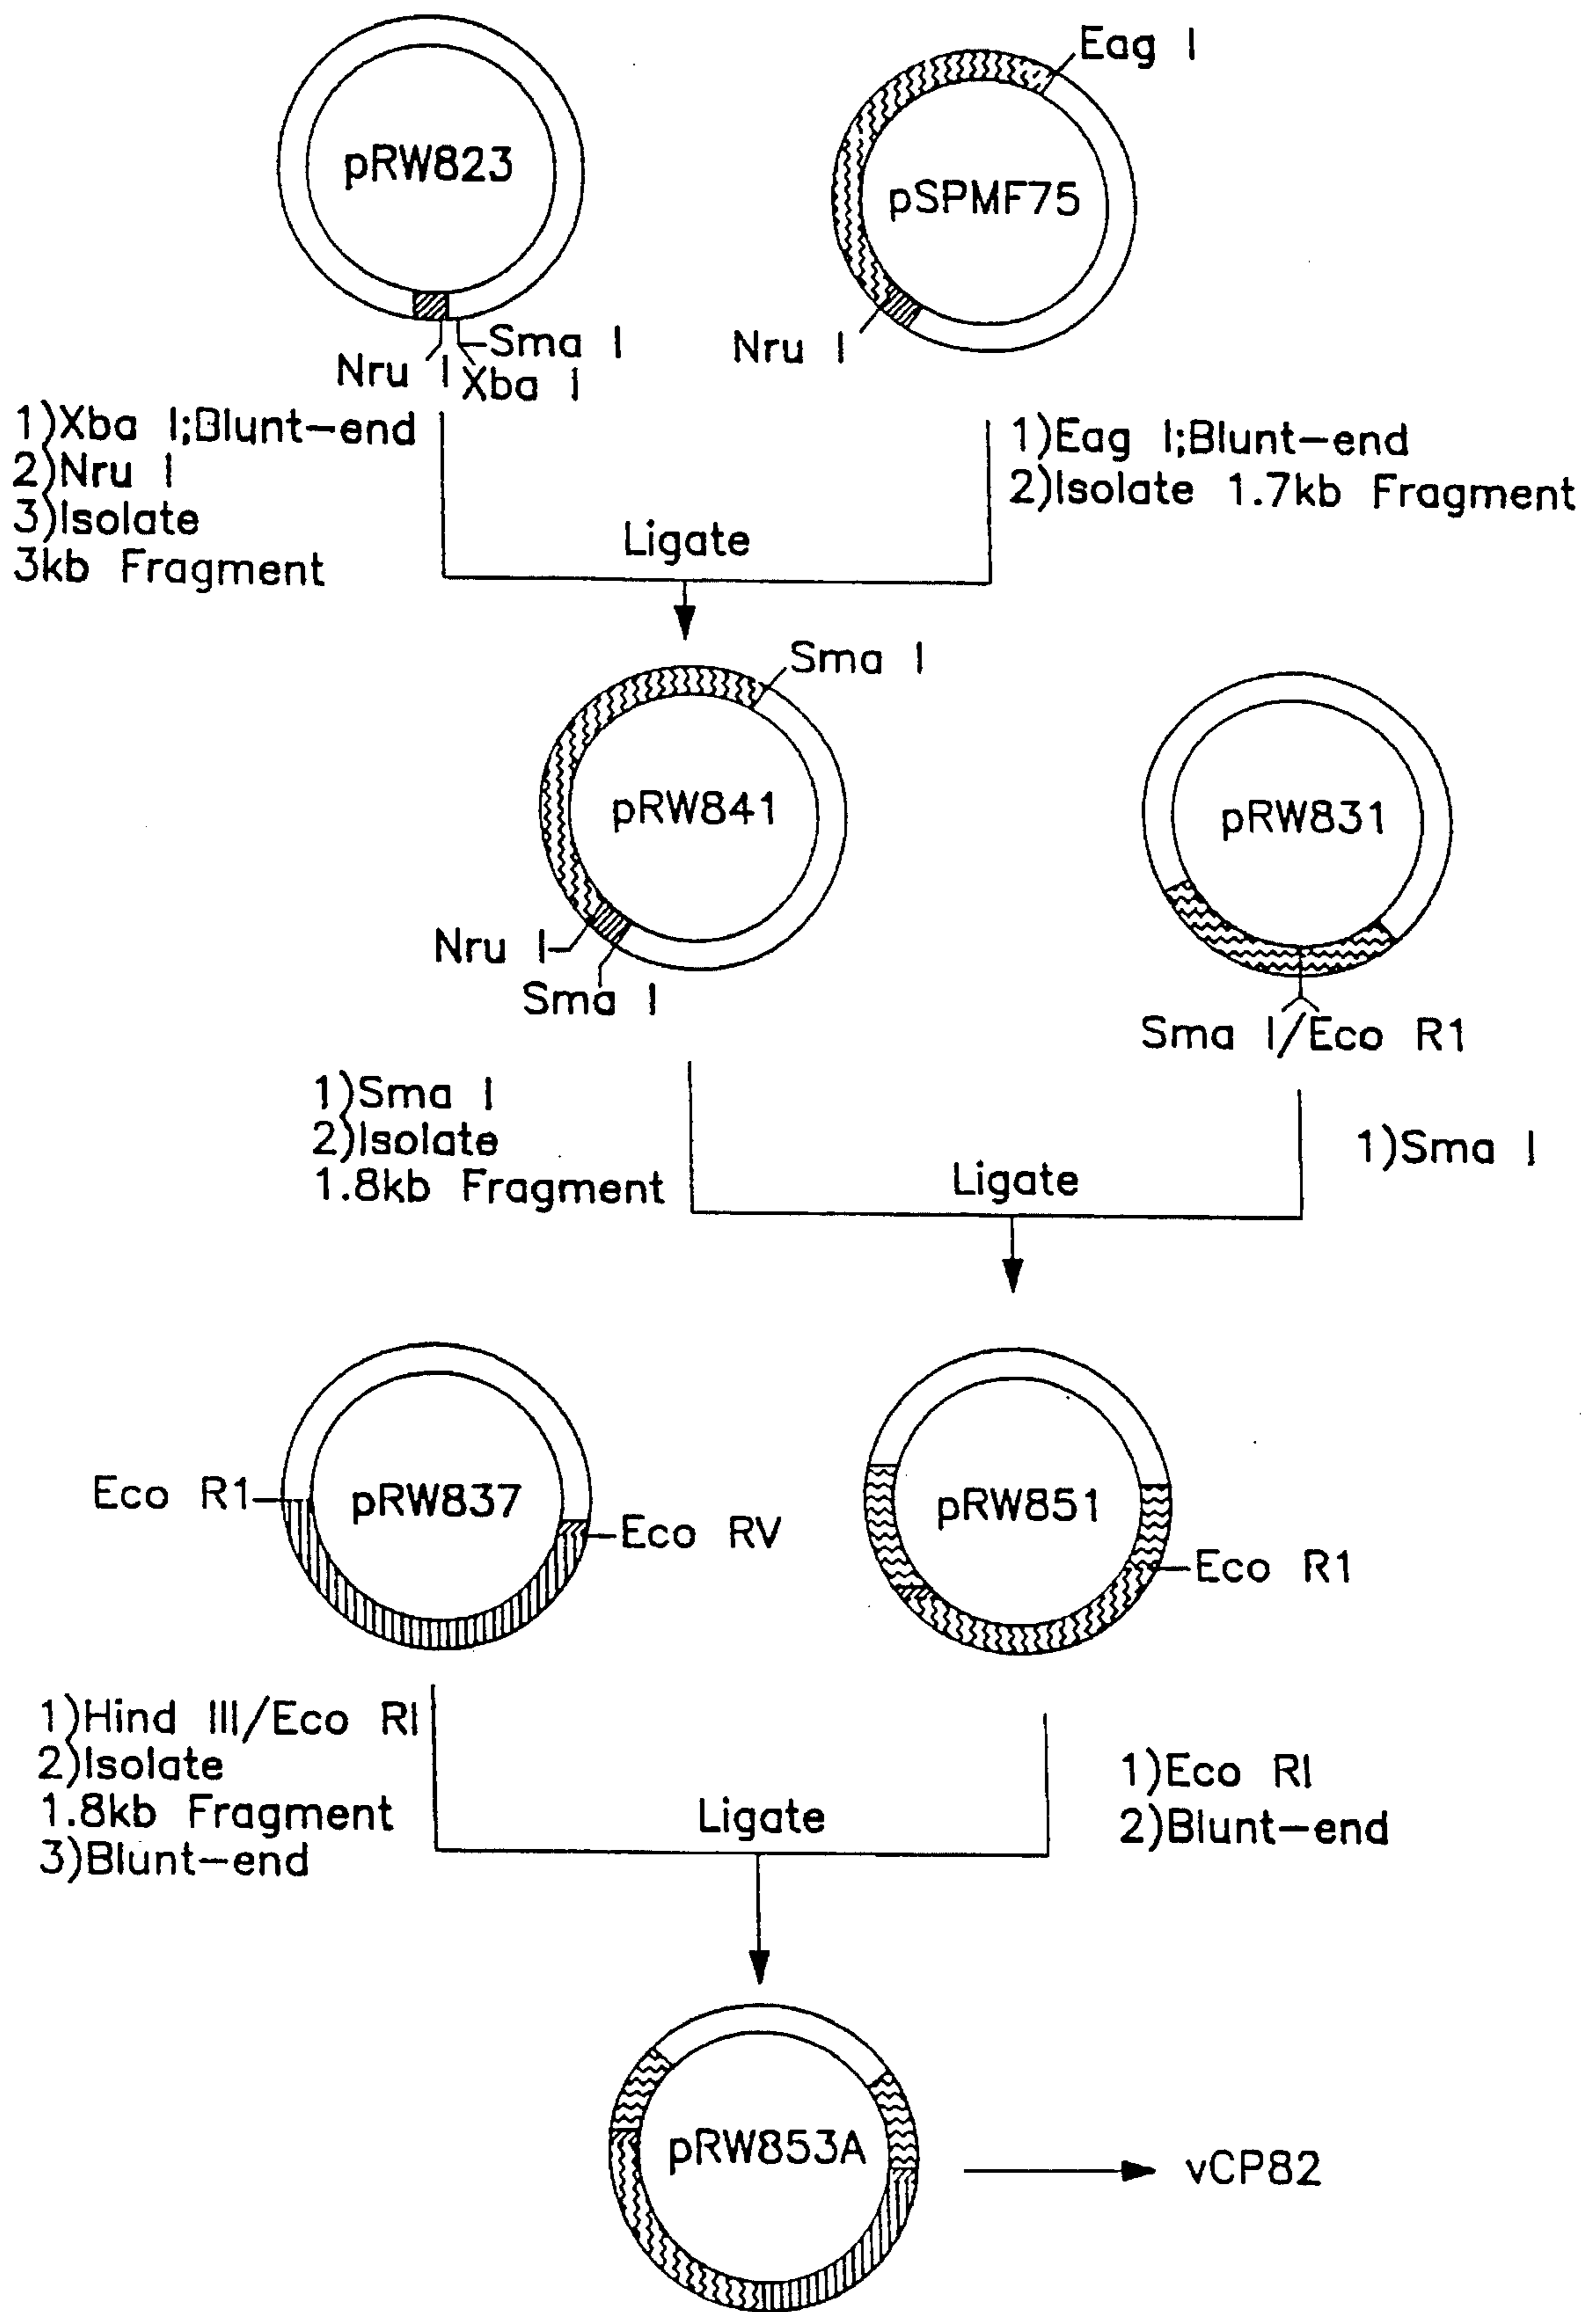 pRW823
Eag I
pSPMF75
Sma I
Nru I
Xba I
Nru I
1)Xba I;Blunt-end
2)Nru I
3)Isolate
3kb Fragment
Ligate
1)Eag I;Blunt-end
2)Isolate 1.7kb Fragment
Sma I
pRW841
pRW831
Nru I
Sma I
Sma I/Eco R1
1)Sma I
2)Isolate
1.8kb Fragment
Ligate
1)Sma I
Eco R1
pRW837
Eco RV
pRW851
Eco R1
1)Hind III/Eco RI
2)Isolate
1.8kb Fragment
3)Blunt-end
Ligate
1)Eco RI
2)Blunt-end
pRW853A
vCP82